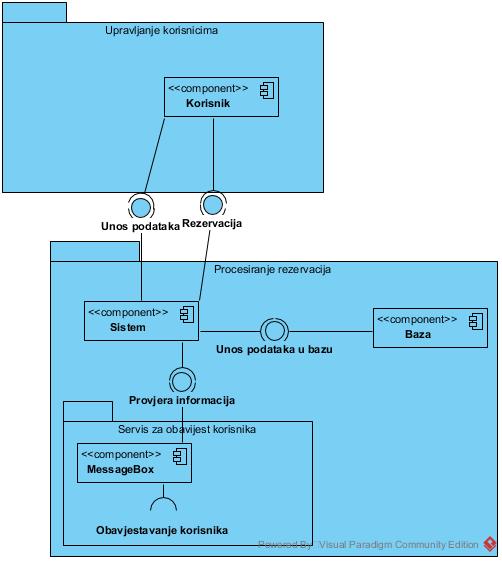 Upravljanje korisnicima
<<component>>
Korisnik
Unos podataka
Rezervacija
Procesiranje rezervacija
<<component>>
Sistem
<<component>>
Baza
Unos podataka u bazu
Provjera informacija
Servis za obavijest korisnika
<<component>>
MessageBox
Obavjestavanje korisnika
Powered By Visual Paradigm Community Edition